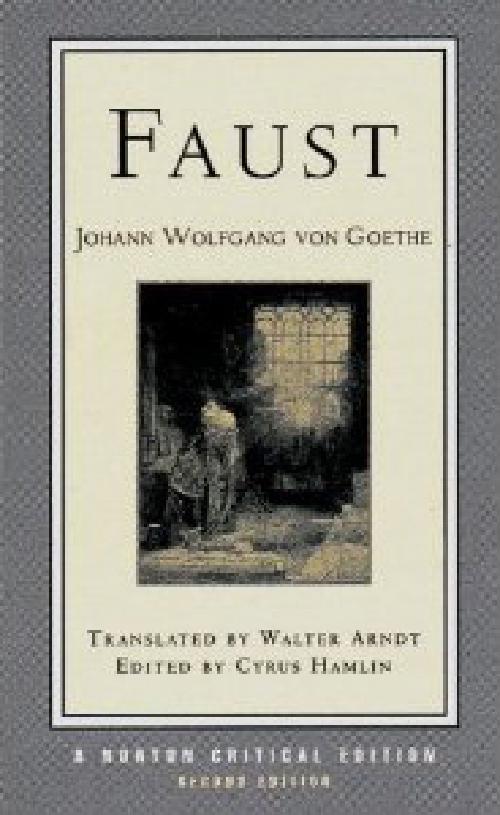 FAUST
JOHANN WOLFGANG VON GOETHE
TRANSLATED BY WALTER ARNDT
EDITED BY CYRUS HAMLIN
A NORTON CRITICAL EDITION
SECOND EDITION